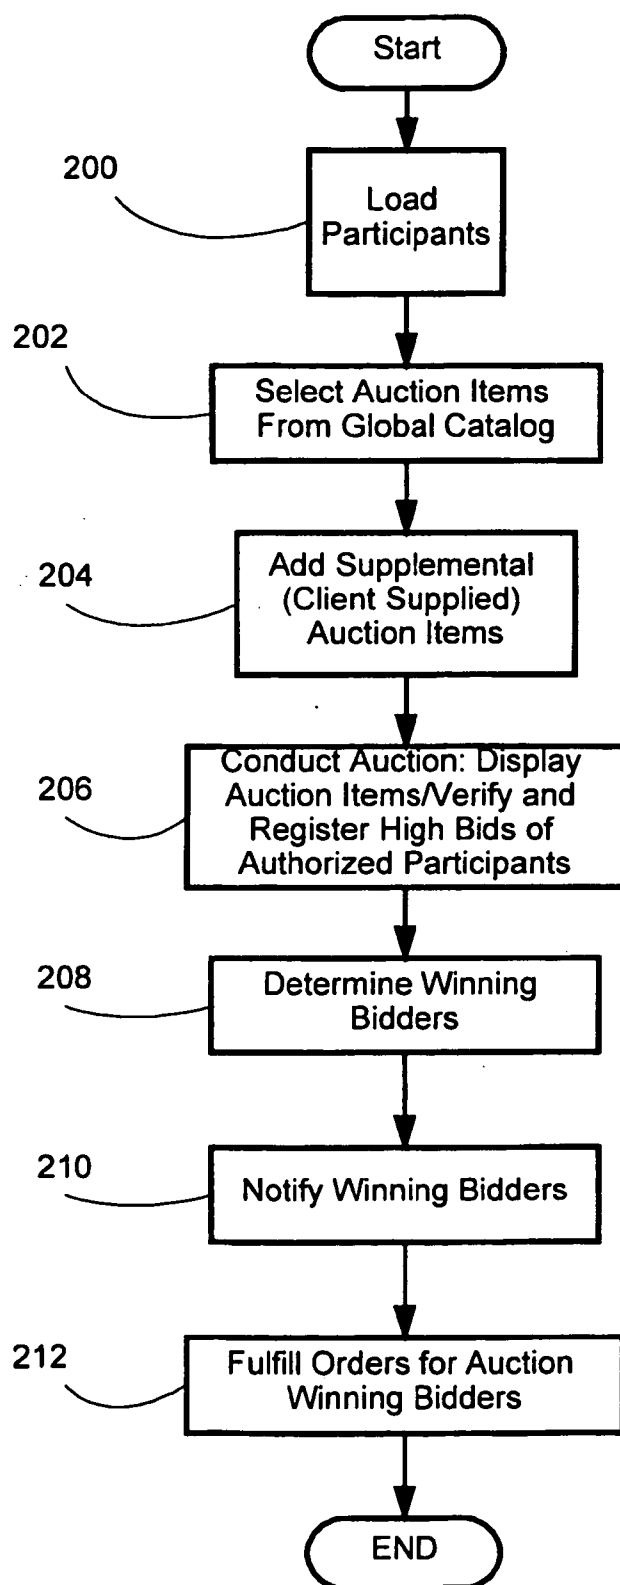 Start
200
Load
Participants
202
Select Auction Items
From Global Catalog
204
Add Supplemental
(Client Supplied)
Auction Items
206
Conduct Auction: Display
Auction Items/Verify and
Register High Bids of
Authorized Participants
208
Determine Winning
Bidders
210
Notify Winning Bidders
212
Fulfill Orders for Auction
Winning Bidders
END